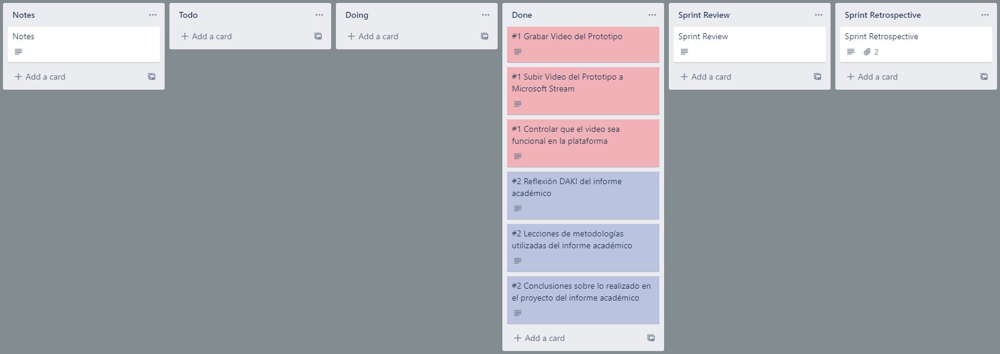 Notes
Notes
Add a card
Todo
Add a card
Doing
Add a card
Done
#1 Grabar Video del Prototipo
#1 Subir Video del Prototipo a
Microsoft Stream
#1 Controlar que el video sea
funcional en la plataforma
#2 Reflexión DAKI del informe
académico
#2 Lecciones de metodologías
utilizadas del informe académico
#2 Conclusiones sobre lo realizado en
el proyecto del informe académico
Add a card
Sprint Review
Sprint Review
Add a card
Sprint Retrospective
Sprint Retrospective
2
Add a card